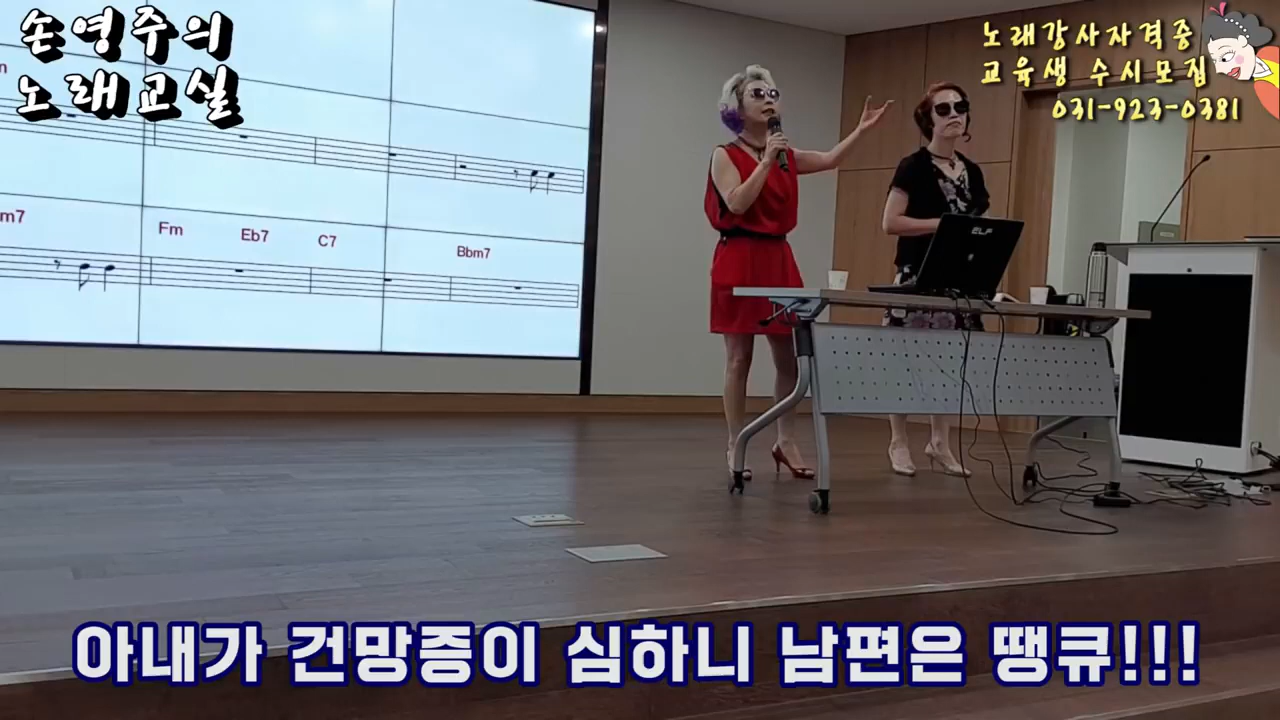 손영주의
노래교실
노래강사자격증
교육생 수시모집
031-923-0381
m7
Fm
Eb7
C7
Bbm7
ELF
아내가 건망증이 심하니 남편은 땡큐!!!